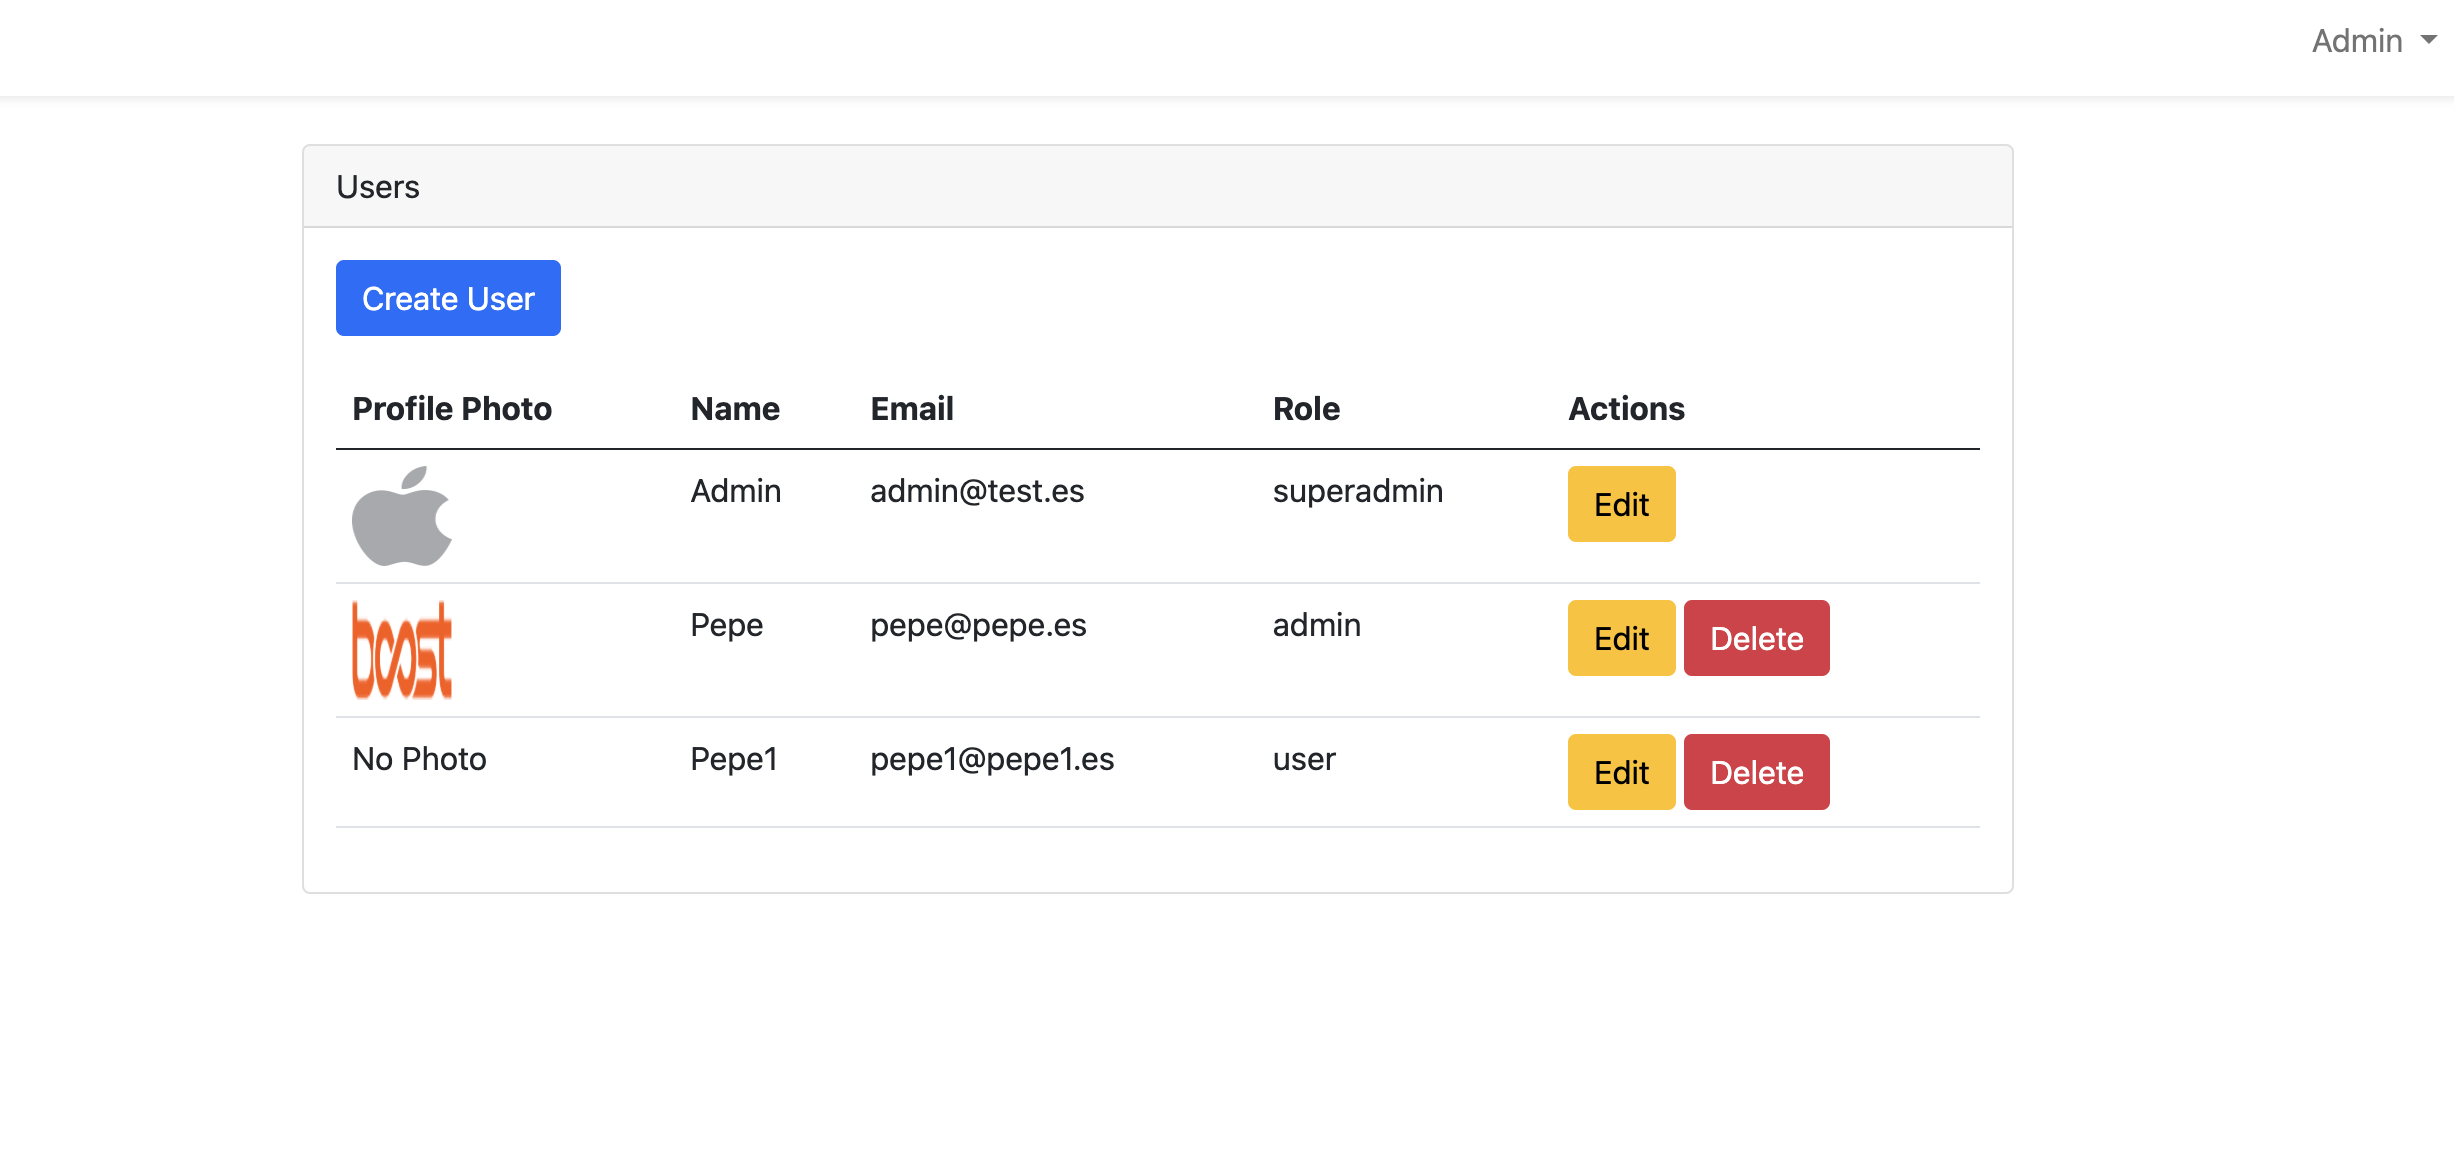 Admin
Users
Create User
Profile Photo Name Email Role Actions
Admin admin@test.es superadmin Edit
boost Pepe pepe@pepe.es admin Edit Delete
No Photo Pepe1 pepe1@pepe1.es user Edit Delete